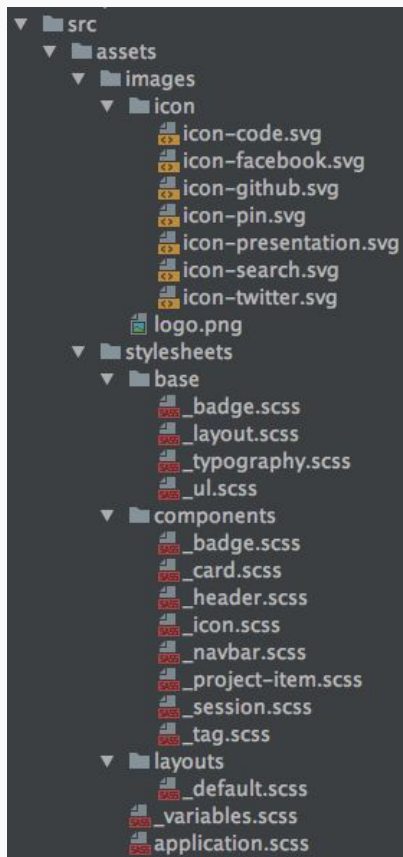 src
assets
images
icon
icon-code.svg
icon-facebook.svg
icon-github.svg
icon-pin.svg
icon-presentation.svg
icon-search.svg
icon-twitter.svg
logo.png
stylesheets
base
_badge.scss
_layout.scss
_typography.scss
_ul.scss
components
_badge.scss
_card.scss
_header.scss
_icon.scss
_navbar.scss
_project-item.scss
_session.scss
_tag.scss
layouts
_default.scss
_variables.scss
application.scss